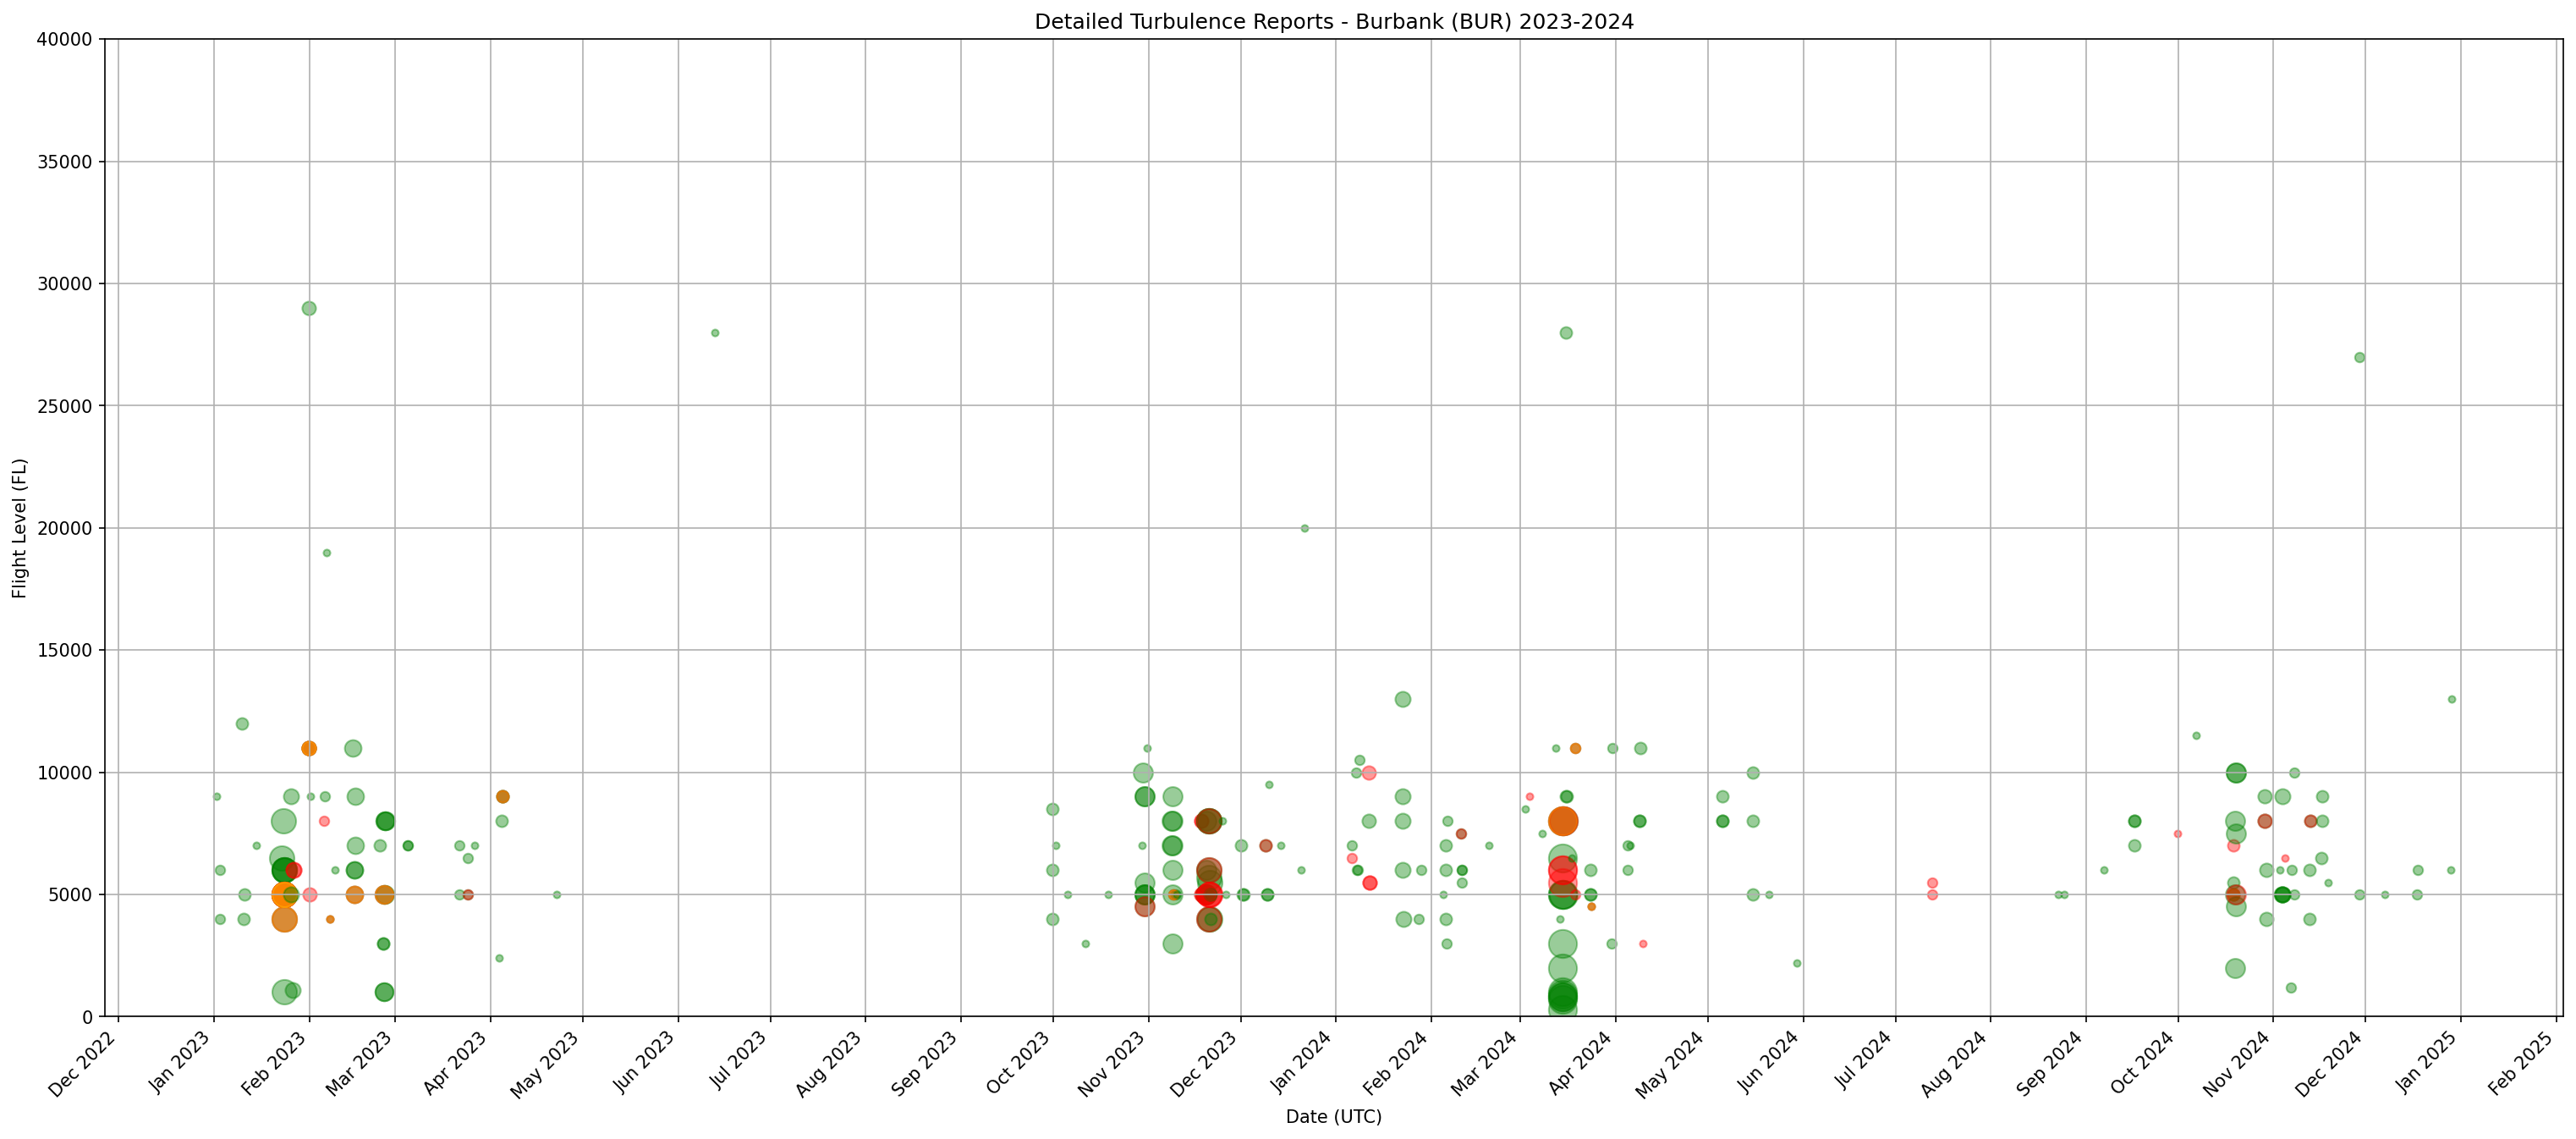 Detailed Turbulence Reports - Burbank (BUR) 2023-2024
Flight Level (FL)
40000
35000
30000
25000
20000
15000
10000
5000
0
Dec 2022
Jan 2023
Feb 2023
Mar 2023
Apr 2023
May 2023
Jun 2023
Jul 2023
Aug 2023
Sep 2023
Oct 2023
Nov 2023
Dec 2023
Jan 2024
Feb 2024
Mar 2024
Apr 2024
May 2024
Jun 2024
Jul 2024
Aug 2024
Sep 2024
Oct 2024
Nov 2024
Dec 2024
Jan 2025
Feb 2025
Date (UTC)